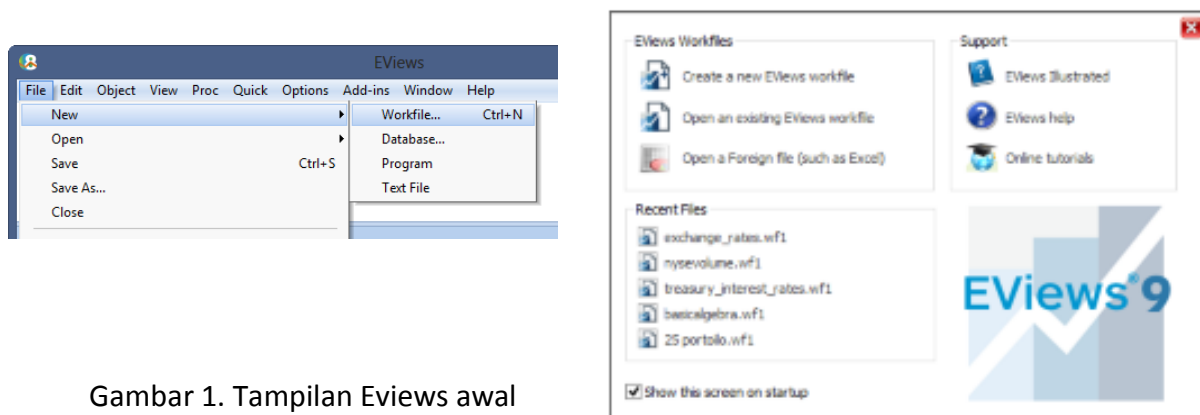 EViews
File Edit Object View Proc Quick Options Add-ins Window Help
New
Open
Save Ctrl+S
Save As...
Close
Workfile... Ctrl+N
Database...
Program
Text File
Gambar 1. Tampilan Eviews awal
EViews Workfiles
Create a new EViews workfile
Open an existing EViews workfile
Open a Foreign file (such as Excel)
Support
EViews Illustrated
EViews help
Online tutorials
Recent Files
exchange_rates.wf1
nysevolume.wf1
treasury_interest_rates.wf1
basicalgebra.wf1
25 portolio.wf1
EViews®9
Show this screen on startup